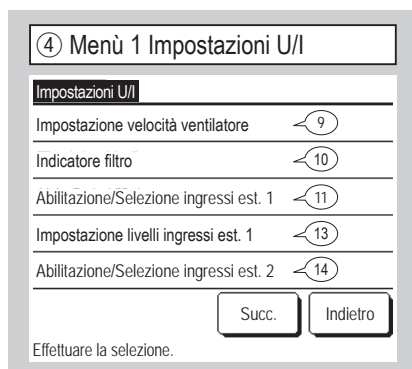 ④ Menù 1 Impostazioni U/I
Impostazioni U/I
Impostazione velocità ventilatore 9
Indicatore filtro 10
Abilitazione/Selezione ingressi est. 1 11
Impostazione livelli ingressi est. 1 13
Abilitazione/Selezione ingressi est. 2 14
Succ. Indietro
Effettuare la selezione.